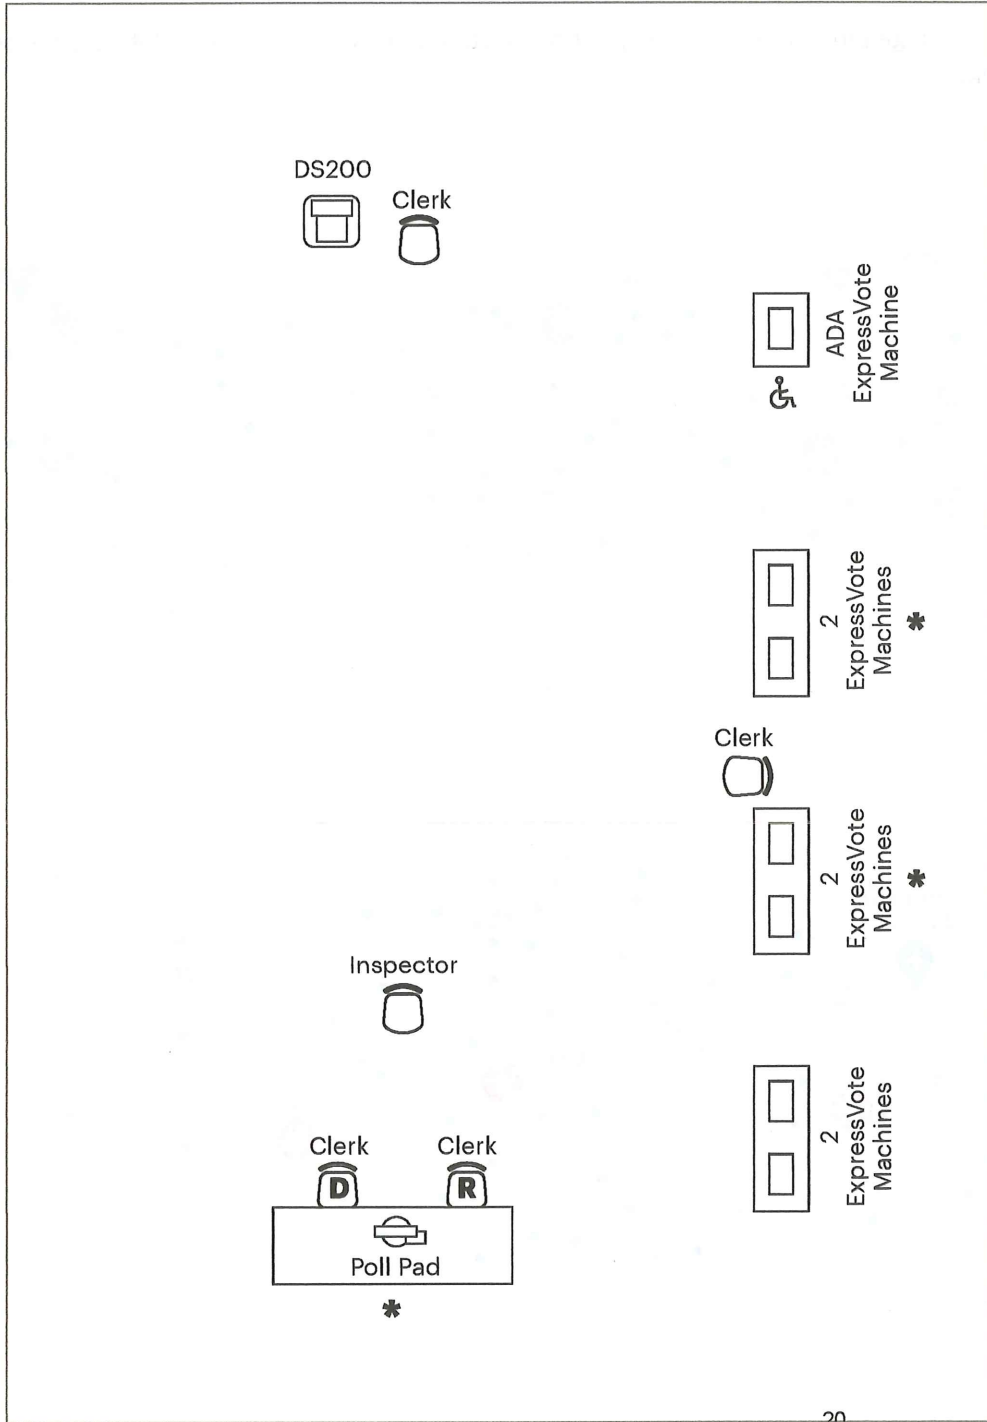 DS200
Clerk
ADA
ExpressVote
Machine
2
ExpressVote
Machines
*
Clerk
2
ExpressVote
Machines
*
Inspector
2
ExpressVote
Machines
Clerk
Clerk
D
R
Poll Pad
*
20